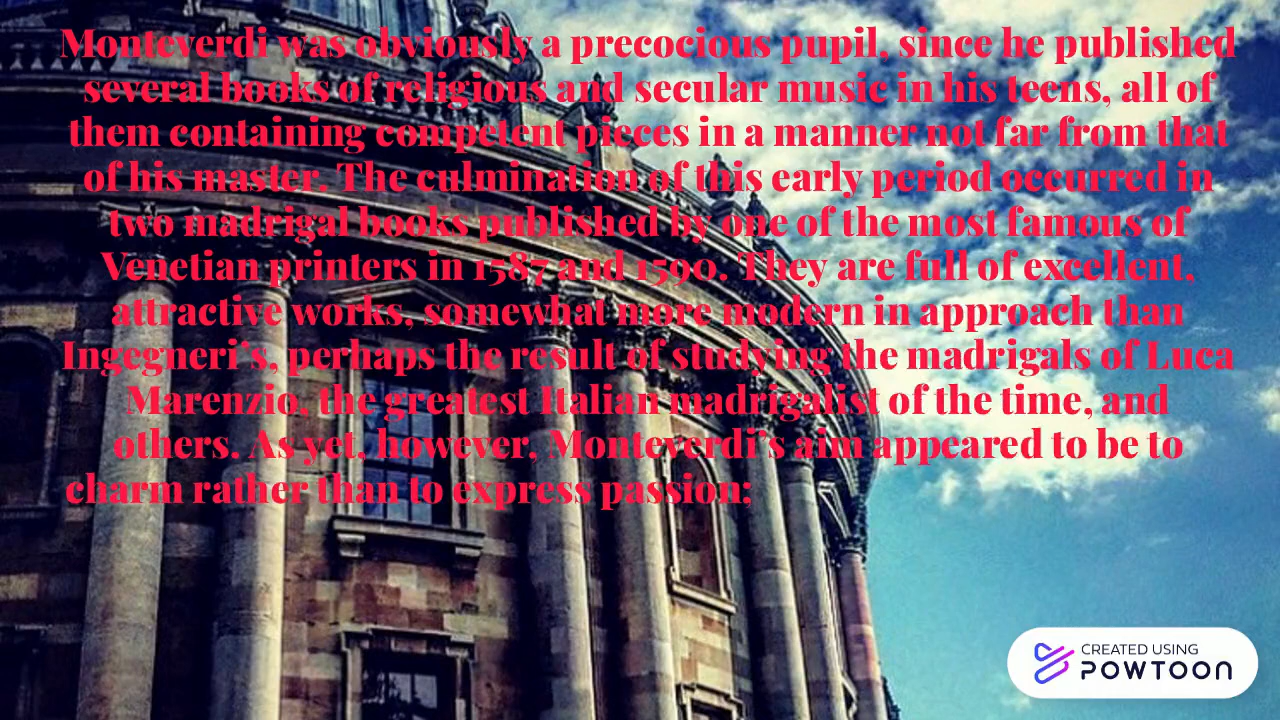 Monteverdi was obviously a precocious pupil, since he published
several books of religious and secular music in his teens, all of
them containing competent pieces in a manner not far from that
of his master. The culmination of this early period occurred in
two madrigal books published by one of the most famous of
Venetian printers in 1587 and 1590. They are full of excellent,
attractive works, somewhat more modern in approach than
Ingegneri's, perhaps the result of studying the madrigals of Luca
Marenzio, the greatest Italian madrigalist of the time, and
others. As yet, however, Monteverdi's aim appeared to be to
charm rather than to express passion;
CREATED USING
POWTOON